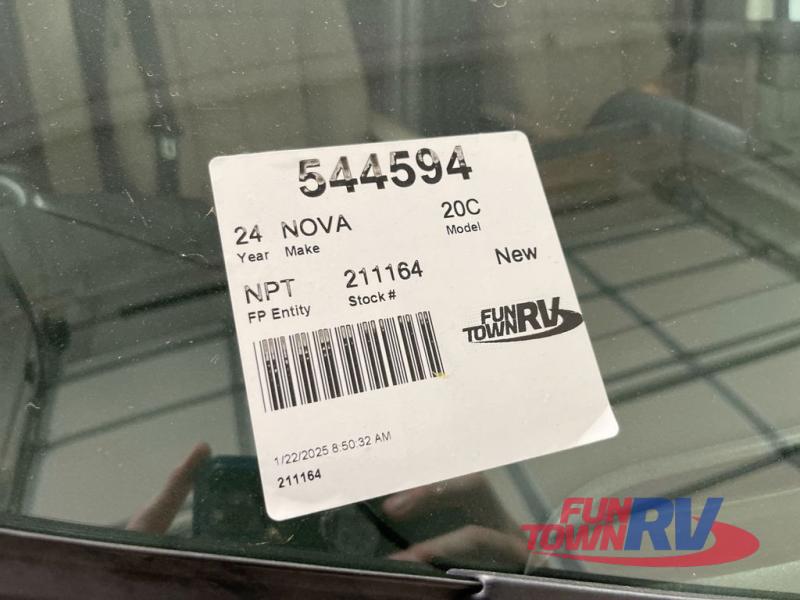 544594
24 NOVA 20C
Year Make Model
NPT 211164 New
FP Entity Stock #
FUN
TOWN RV
1/22/2025 8:50:32 AM
211164
FUN
TOWN RV